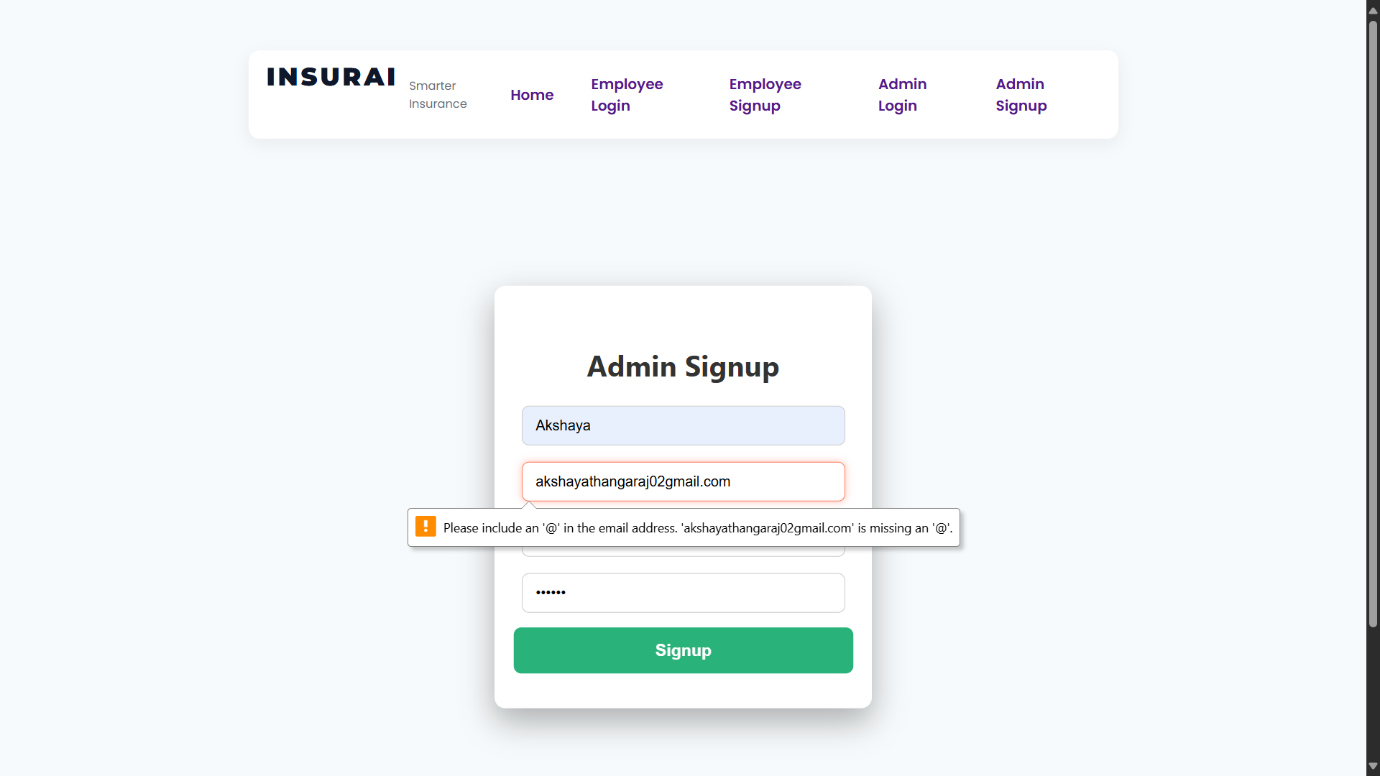 INSURAI
Smarter
Insurance
Home
Employee
Login
Employee
Signup
Admin
Login
Admin
Signup
Admin Signup
Akshaya
akshayathangaraj02gmail.com
! Please include an '@' in the email address. 'akshayathangaraj02gmail.com' is missing an '@'.
••••••
Signup